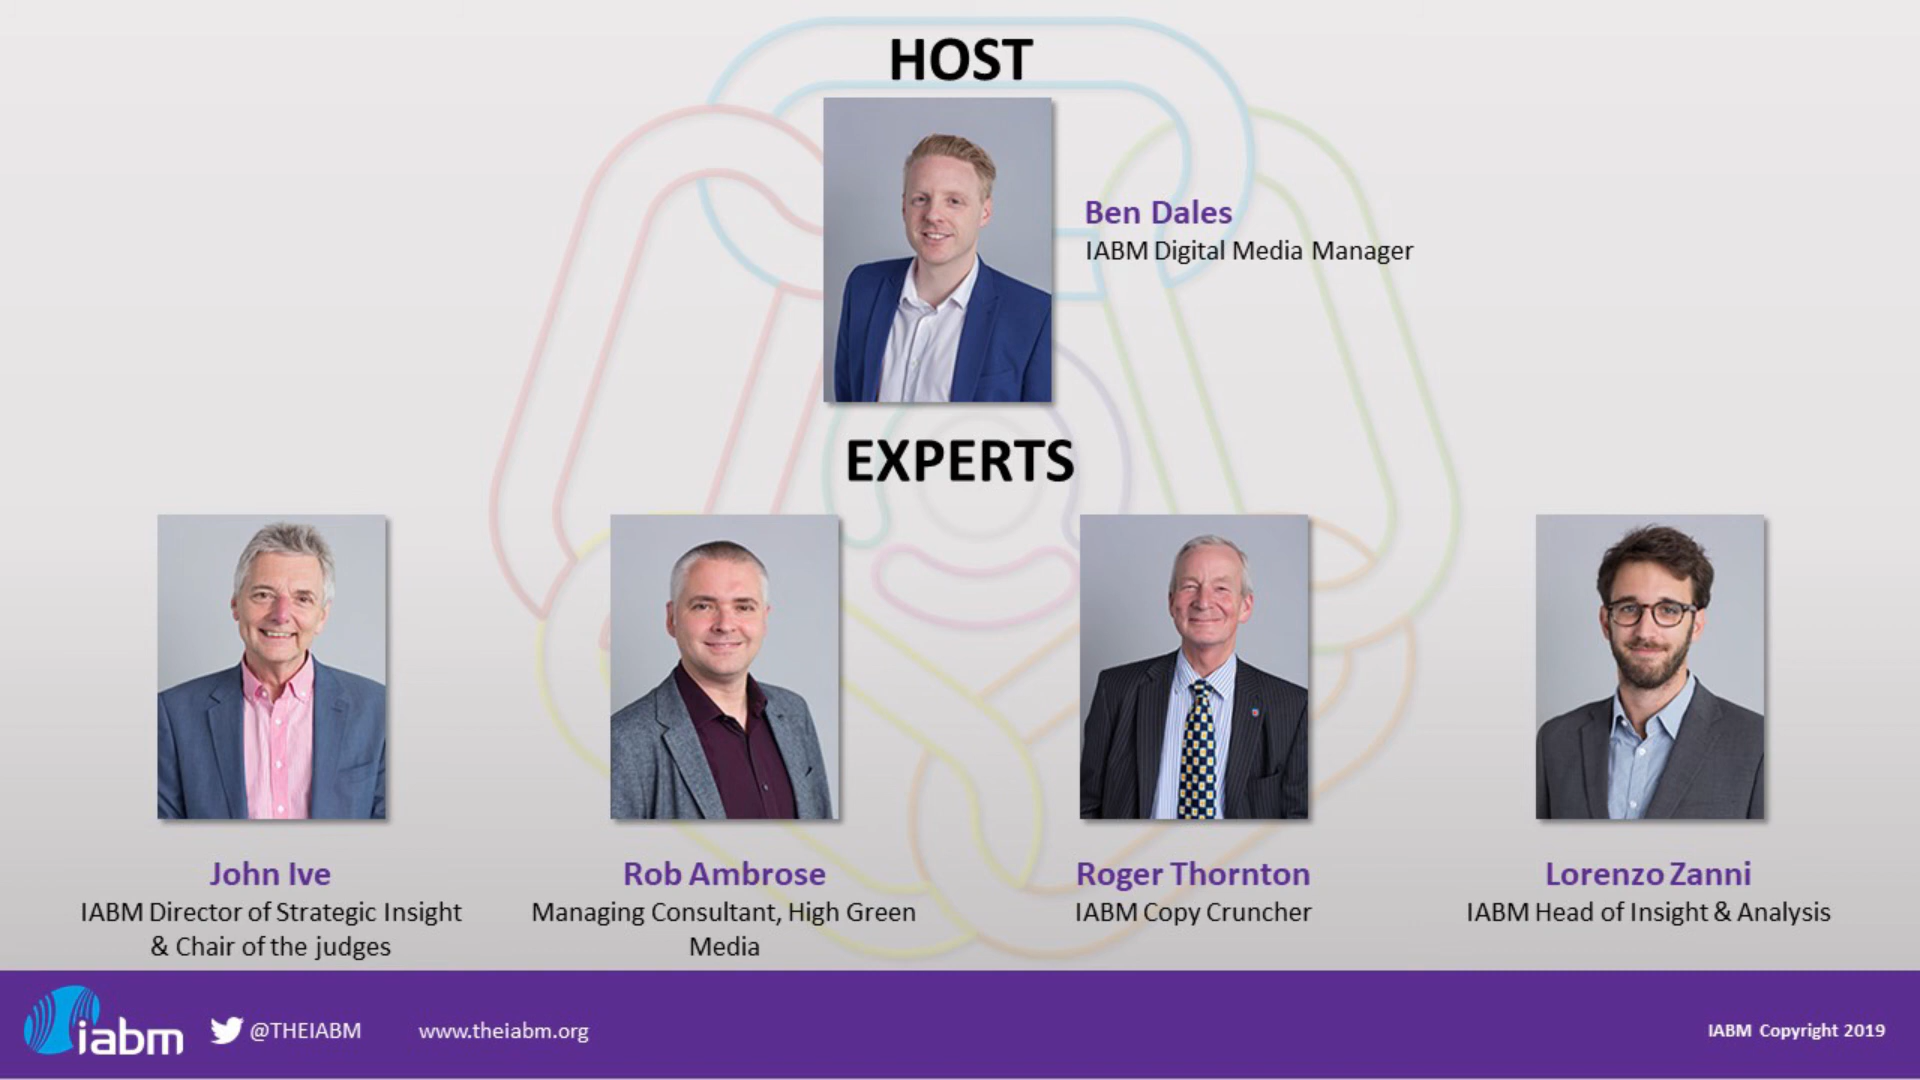 HOST
Ben Dales
IABM Digital Media Manager
EXPERTS
John Ive
IABM Director of Strategic Insight
& Chair of the judges
Rob Ambrose
Managing Consultant, High Green
Media
Roger Thornton
IABM Copy Cruncher
Lorenzo Zanni
IABM Head of Insight & Analysis
iabm
@THEIABM
www.theiabm.org
IABM Copyright 2019